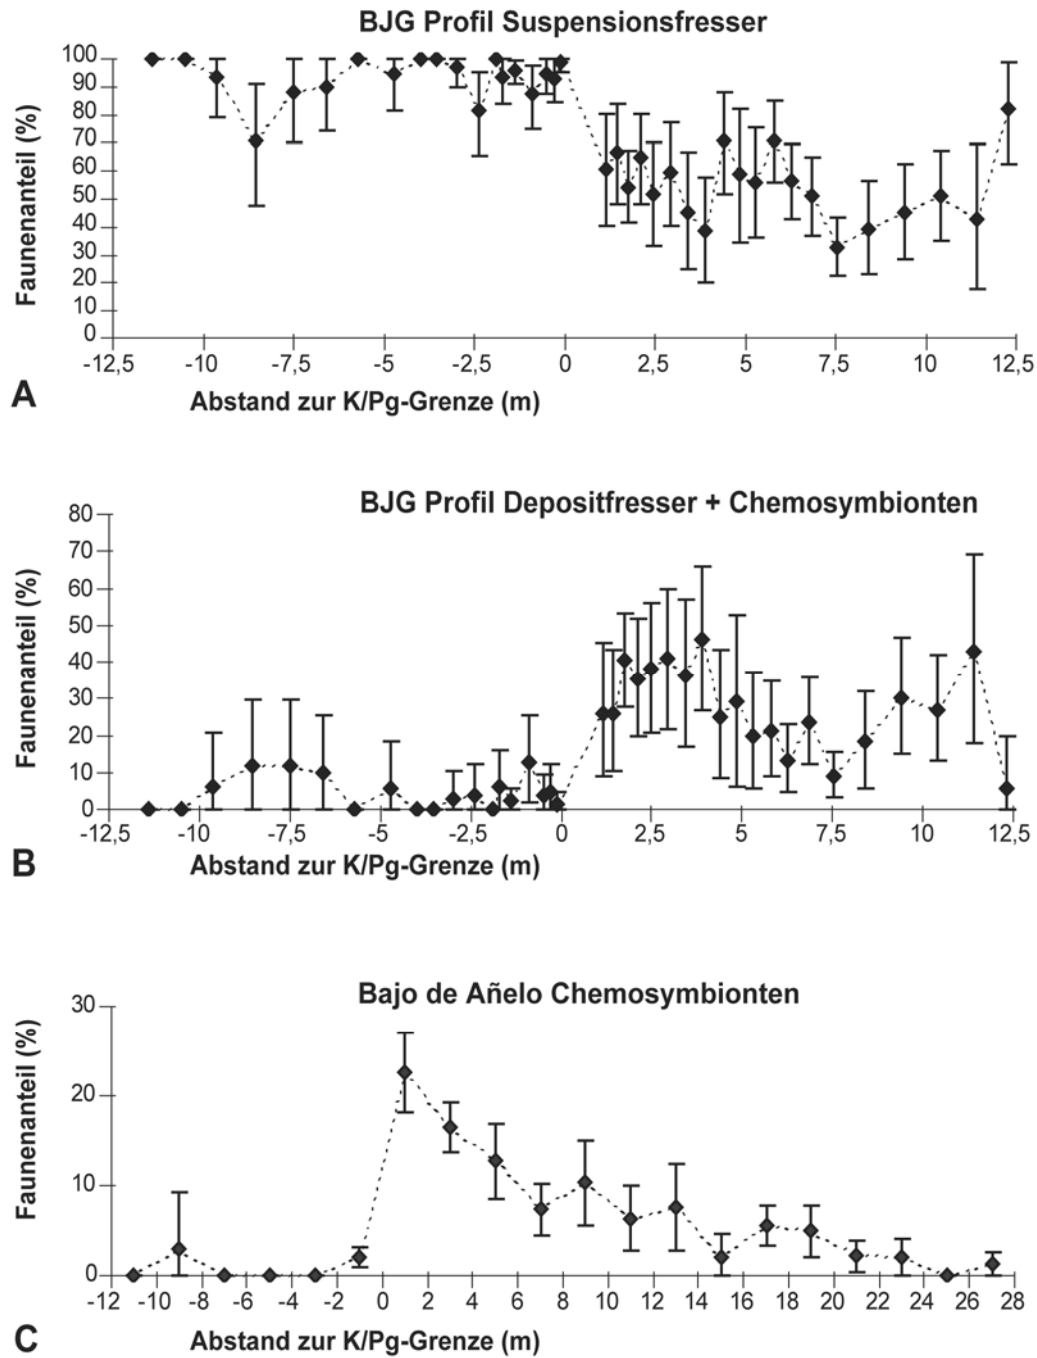 BJG Profil Suspensionsfresser
Faunenanteil (%)
100
90
80
70
60
50
40
30
20
10
0
-12,5 -10 -7,5 -5 -2,5 0 2,5 5 7,5 10 12,5
Abstand zur K/Pg-Grenze (m)
A
BJG Profil Depositfresser + Chemosymbionten
Faunenanteil (%)
80
70
60
50
40
30
20
10
0
-12,5 -10 -7,5 -5 -2,5 0 2,5 5 7,5 10 12,5
Abstand zur K/Pg-Grenze (m)
B
Bajo de Añelo Chemosymbionten
Faunenanteil (%)
30
20
10
0
-12 -10 -8 -6 -4 -2 0 2 4 6 8 10 12 14 16 18 20 22 24 26 28
Abstand zur K/Pg-Grenze (m)
C